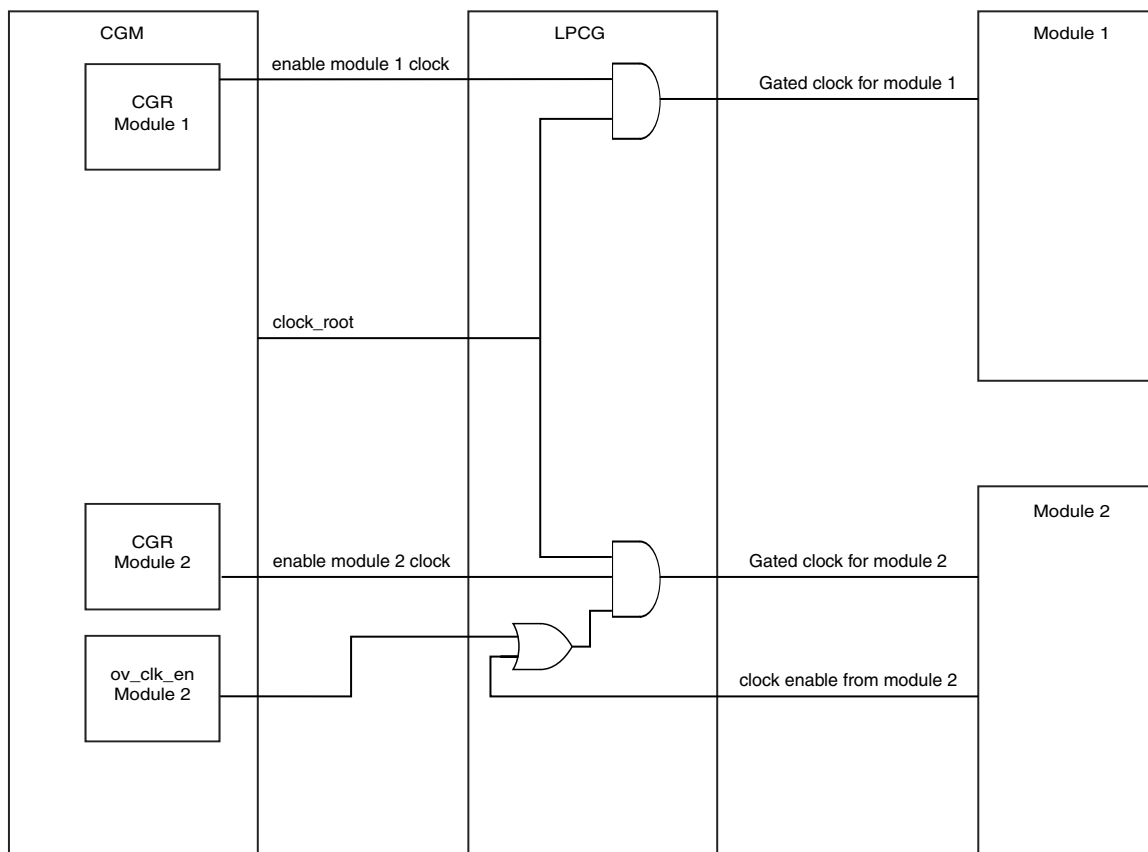 CGM
LPCG
Module 1
enable module 1 clock
CGR
Module 1
Gated clock for module 1
clock_root
CGR
Module 2
enable module 2 clock
Gated clock for module 2
Module 2
ov_clk_en
Module 2
clock enable from module 2